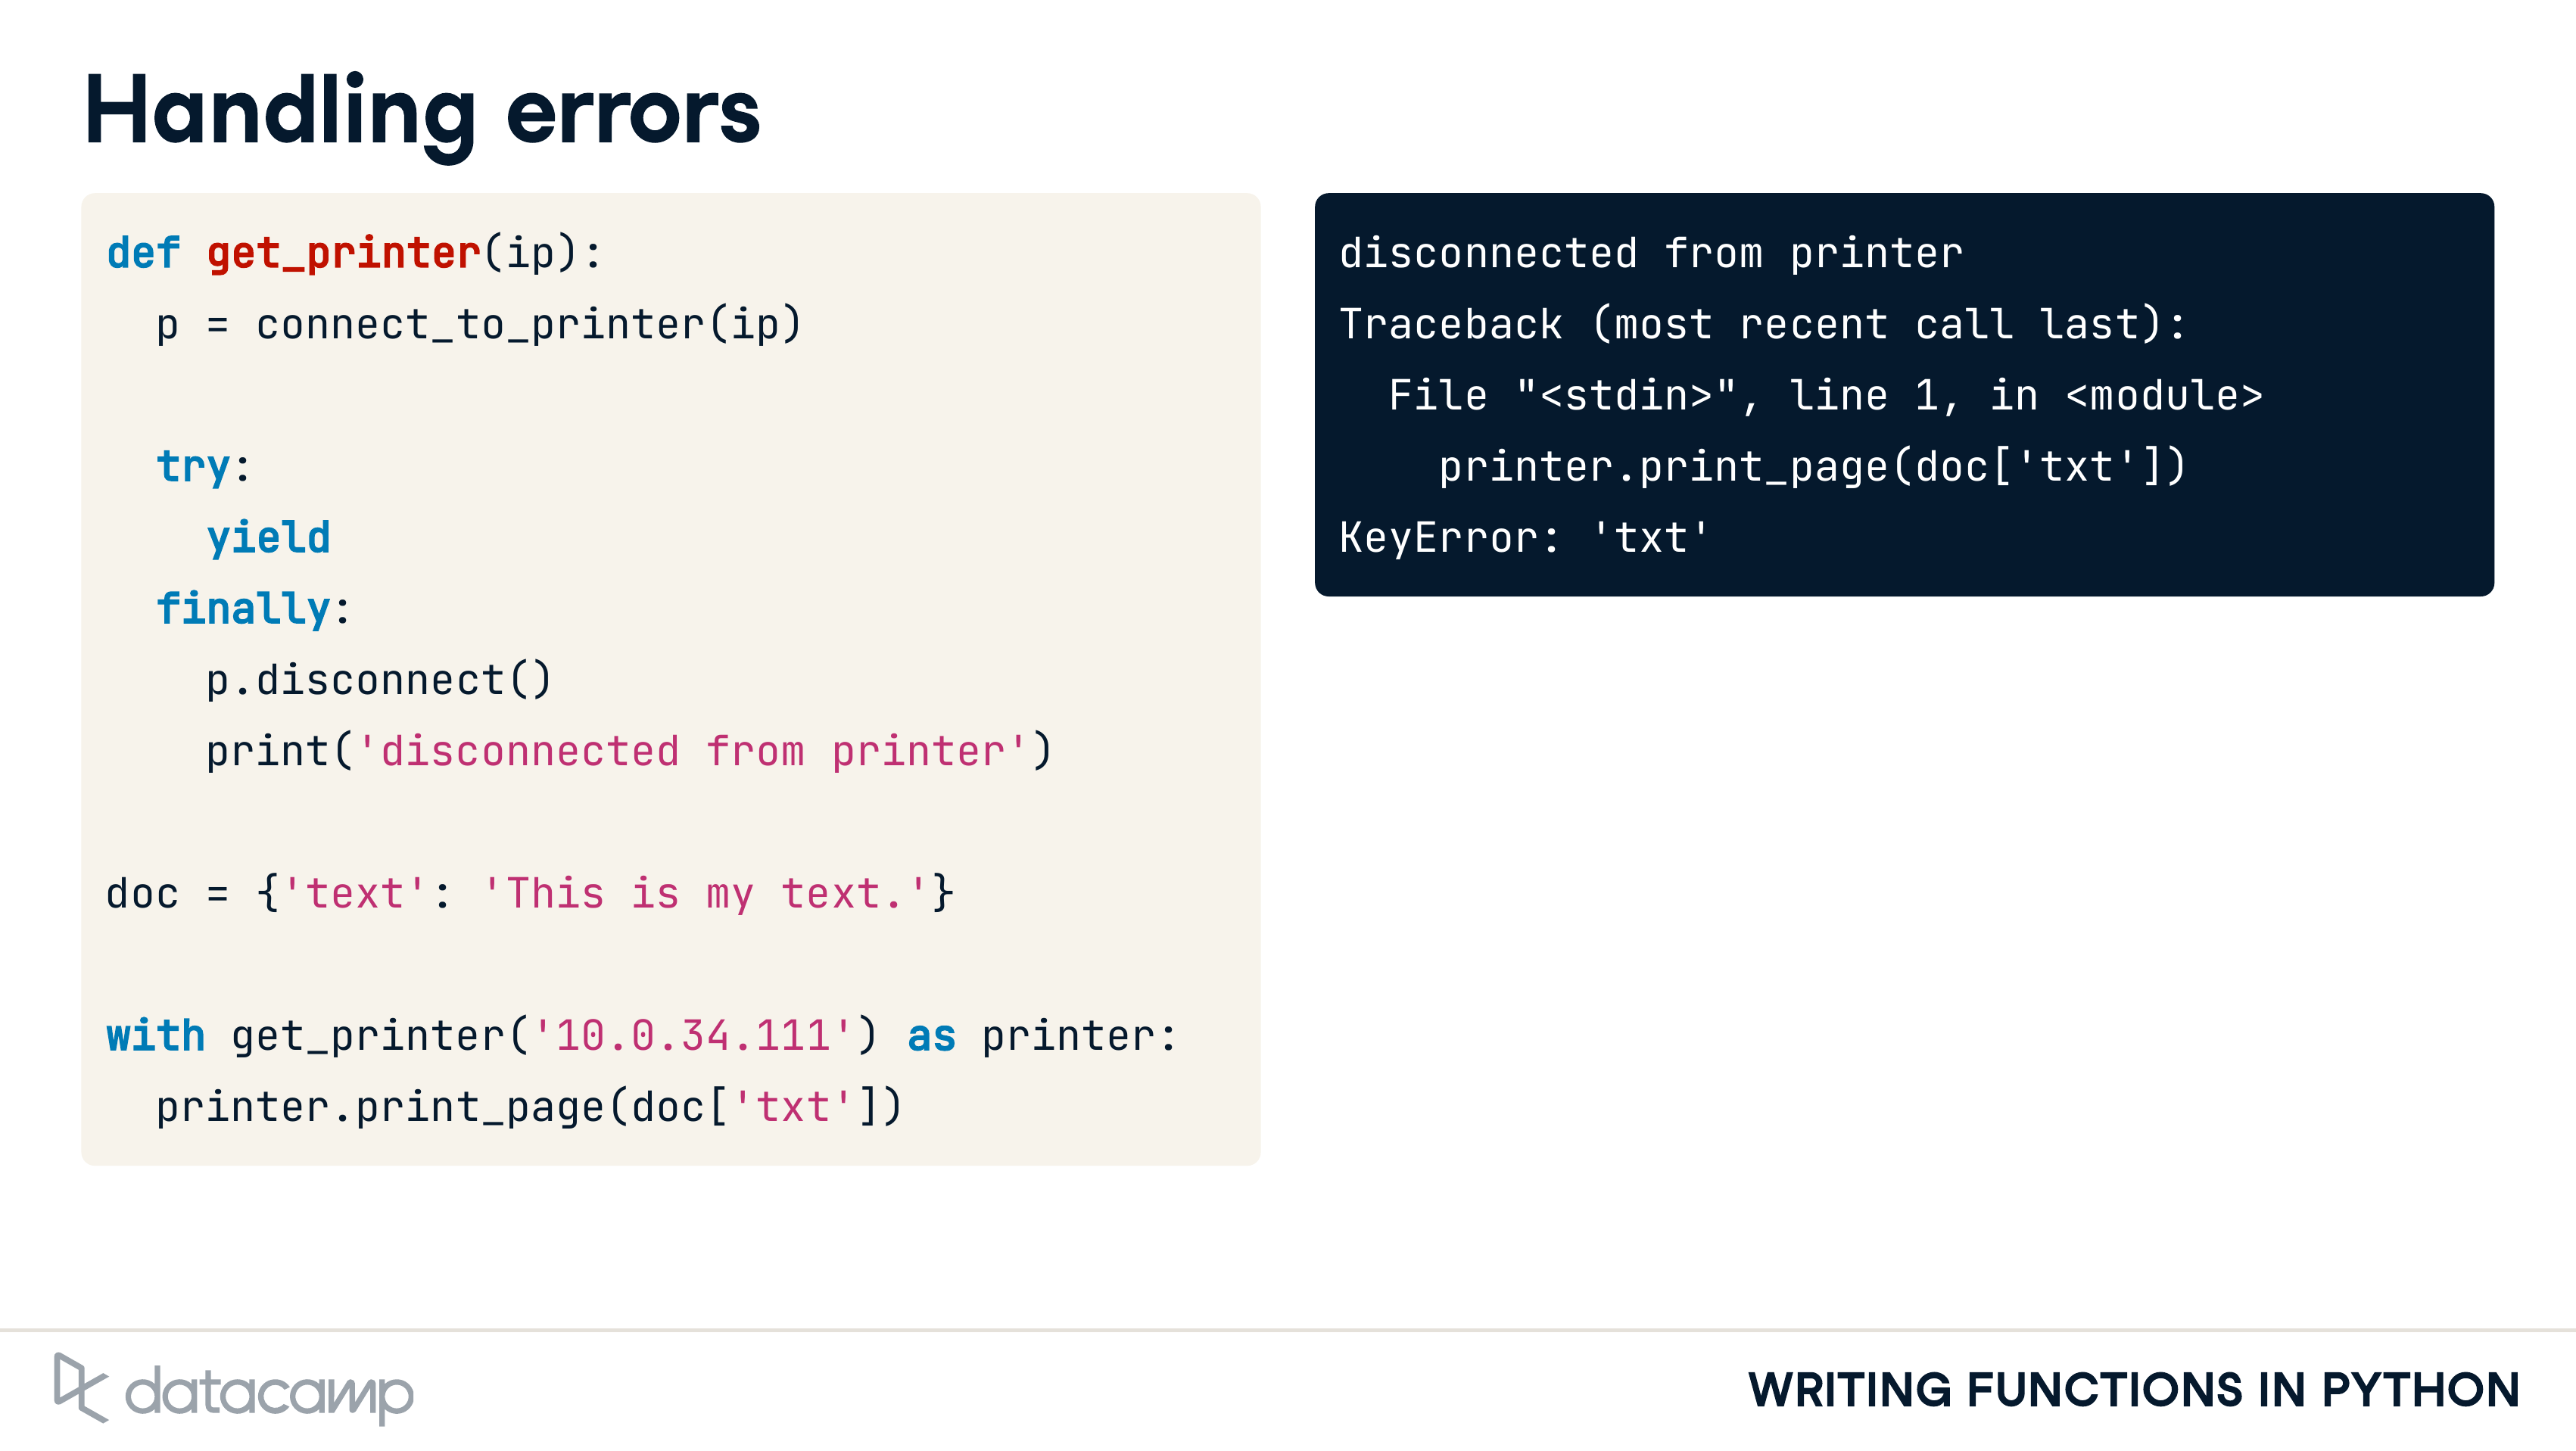 Handling errors
def get_printer(ip):
  p = connect_to_printer(ip)

  try:
    yield
  finally:
    p.disconnect()
    print('disconnected from printer')

doc = {'text': 'This is my text.'}

with get_printer('10.0.34.111') as printer:
  printer.print_page(doc['txt'])
disconnected from printer
Traceback (most recent call last):
  File "<stdin>", line 1, in <module>
    printer.print_page(doc['txt'])
KeyError: 'txt'
datacamp
WRITING FUNCTIONS IN PYTHON